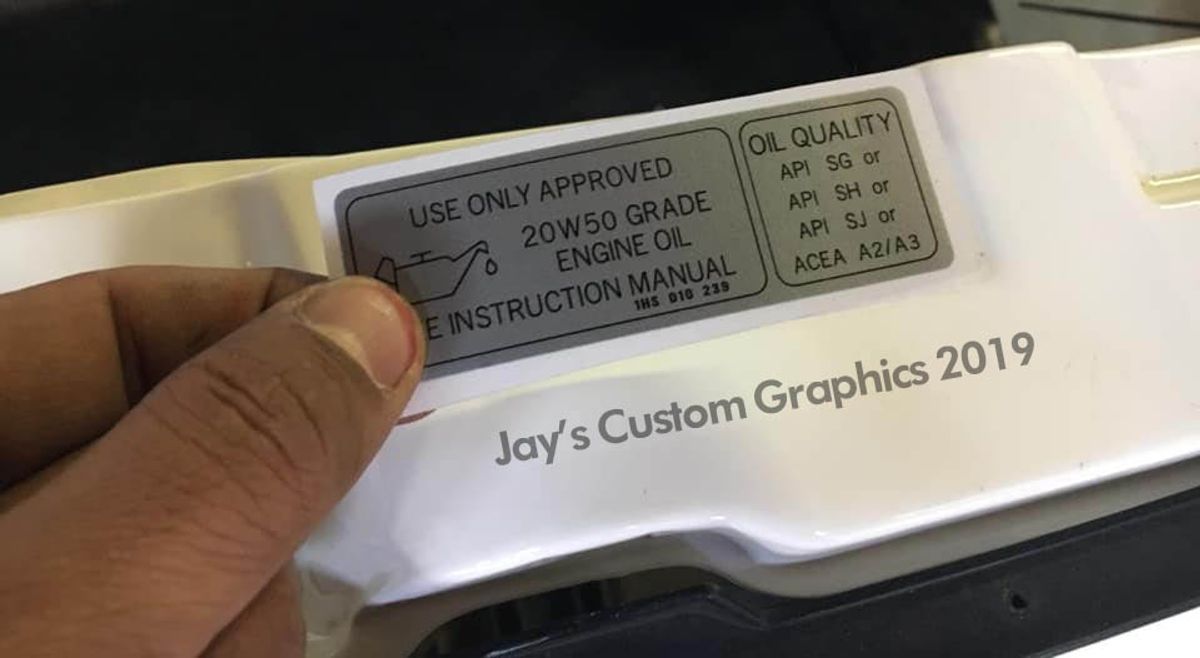 USE ONLY APPROVED
20W50 GRADE
ENGINE OIL
E INSTRUCTION MANUAL
1HS 010 239
OIL QUALITY
API SG or
API SH or
API SJ or
ACEA A2/A3
Jay's Custom Graphics 2019